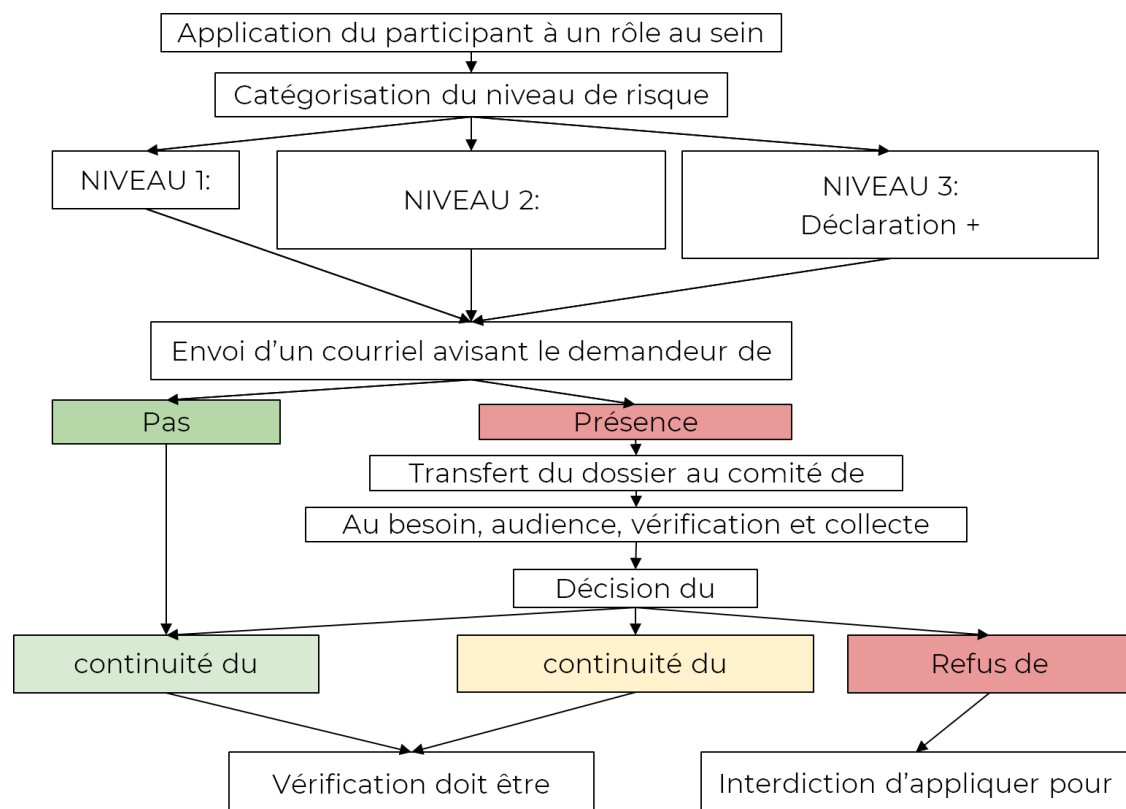 Application du participant à un rôle au sein
Catégorisation du niveau de risque
NIVEAU 1:
NIVEAU 2:
NIVEAU 3:
Déclaration +
Envoi d’un courriel avisant le demandeur de
Pas
Présence
Transfert du dossier au comité de
Au besoin, audience, vérification et collecte
Décision du
continuité du
continuité du
Refus de
Vérification doit être
Interdiction d’appliquer pour